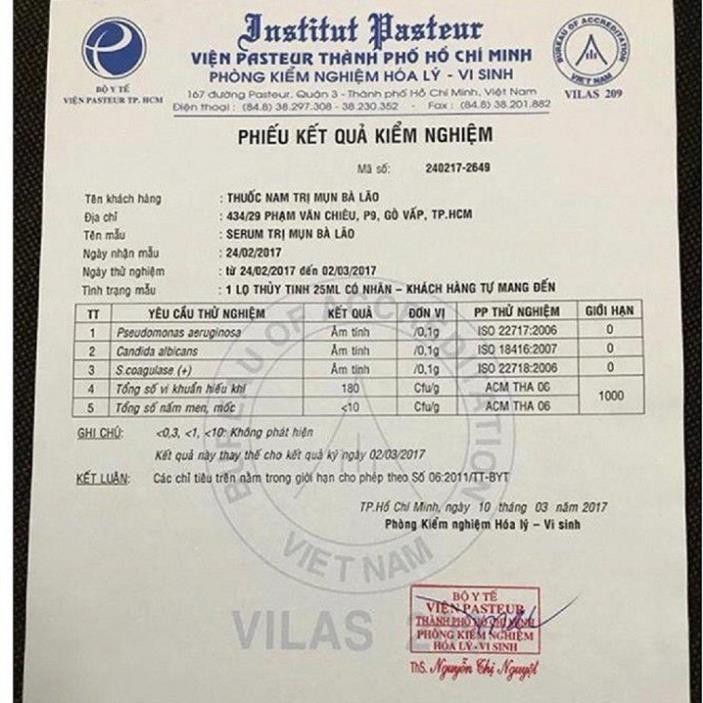 Institut Pasteur
VIỆN PASTEUR THÀNH PHỐ HỒ CHÍ MINH
PHÒNG KIỂM NGHIỆM HÓA LÝ - VI SINH
167 đường Pasteur, Quận 3 - Thành phố Hồ Chí Minh, Việt Nam
Điện thoại : (84.8) 38.297.308 - 38.230.352 - Fax : (84.8) 38.201.882
BỘ Y TẾ
VIỆN PASTEUR TP. HCM
BUREAU OF ACCREDITATION
VIET NAM
VILAS 209
PHIẾU KẾT QUẢ KIỂM NGHIỆM
Mã số: 240217-2649
Tên khách hàng : THUỐC NAM TRỊ MỤN BÀ LÃO
Địa chỉ : 434/29 PHẠM VĂN CHIÊU, P9, GÒ VẤP, TP.HCM
Tên mẫu : SERUM TRỊ MỤN BÀ LÃO
Ngày nhận mẫu : 24/02/2017
Ngày thử nghiệm : từ 24/02/2017 đến 02/03/2017
Tình trạng mẫu : 1 LỌ THỦY TINH 25ML CÓ NHÃN – KHÁCH HÀNG TỰ MANG ĐẾN
TT YÊU CẦU THỬ NGHIỆM KẾT QUẢ ĐƠN VỊ PP THỬ NGHIỆM GIỚI HẠN
1 Pseudomonas aeruginosa Âm tính /0,1g ISO 22717:2006 0
2 Candida albicans Âm tính /0,1g ISO 18416:2007 0
3 S.coagulase (+) Âm tính /0,1g ISO 22718:2006 0
4 Tổng số vi khuẩn hiếu khí 180 Cfu/g ACM THA 06 1000
5 Tổng số nấm men, mốc <10 Cfu/g ACM THA 06
GHI CHÚ: <0,3, <1, <10: Không phát hiện
Kết quả này thay thế cho kết quả ký ngày 02/03/2017
KẾT LUẬN: Các chỉ tiêu trên nằm trong giới hạn cho phép theo Số 06:2011/TT-BYT
TP.Hồ Chí Minh, ngày 10 tháng 03 năm 2017
Phòng Kiểm nghiệm Hóa lý – Vi sinh
BUREAU OF ACCREDITATION
VIET NAM
VILAS 2
BỘ Y TẾ
VIỆN PASTEUR
THÀNH PHỐ HỒ CHÍ MINH
PHÒNG KIỂM NGHIỆM
HÓA LÝ - VI SINH
ThS. Nguyễn Thị Nguyệt